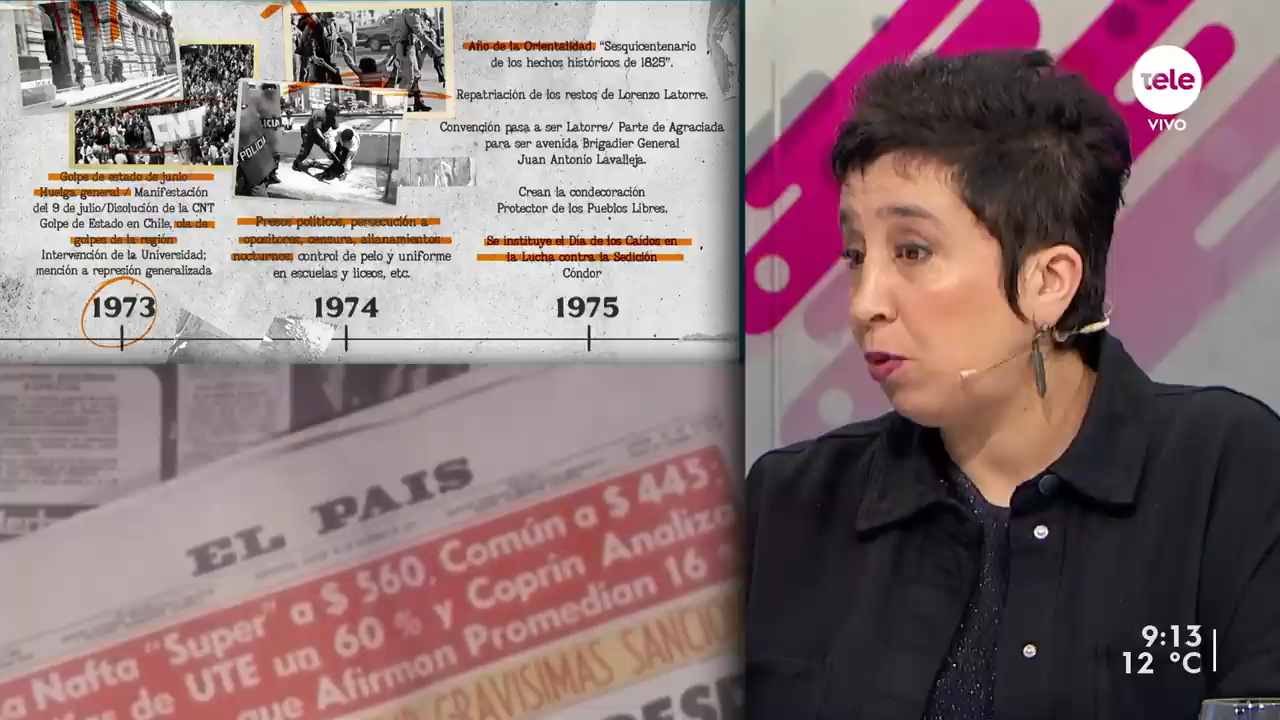 CNT
POLICIA
POLICIA
Golpe de estado de junio
Huelga general / Manifestación
del 9 de julio/Disolución de la CNT
Golpe de Estado en Chile, ola de
golpes de la región
Intervención de la Universidad;
mención a represión generalizada
1973
Presos políticos, persecución a
opositores, censura, allanamientos
nocturnos; control de pelo y uniforme
en escuelas y liceos, etc.
1974
Año de la Orientalidad. “Sesquicentenario
de los hechos históricos de 1825”.
Repatriación de los restos de Lorenzo Latorre.
Convención pasa a ser Latorre/ Parte de Agraciada
para ser avenida Brigadier General
Juan Antonio Lavalleja.
Crean la condecoración
Protector de los Pueblos Libres.
Se instituye el Día de los Caídos en
la Lucha contra la Sedición
Cóndor
1975
EL PAIS
Nafta “Super” a $ 560, Común a $ 445:
de UTE un 60 % y Coprin Analiza
que Afirman Promedian 16
GRAVISIMAS SANCIO
tele
VIVO
9:13
12 °C